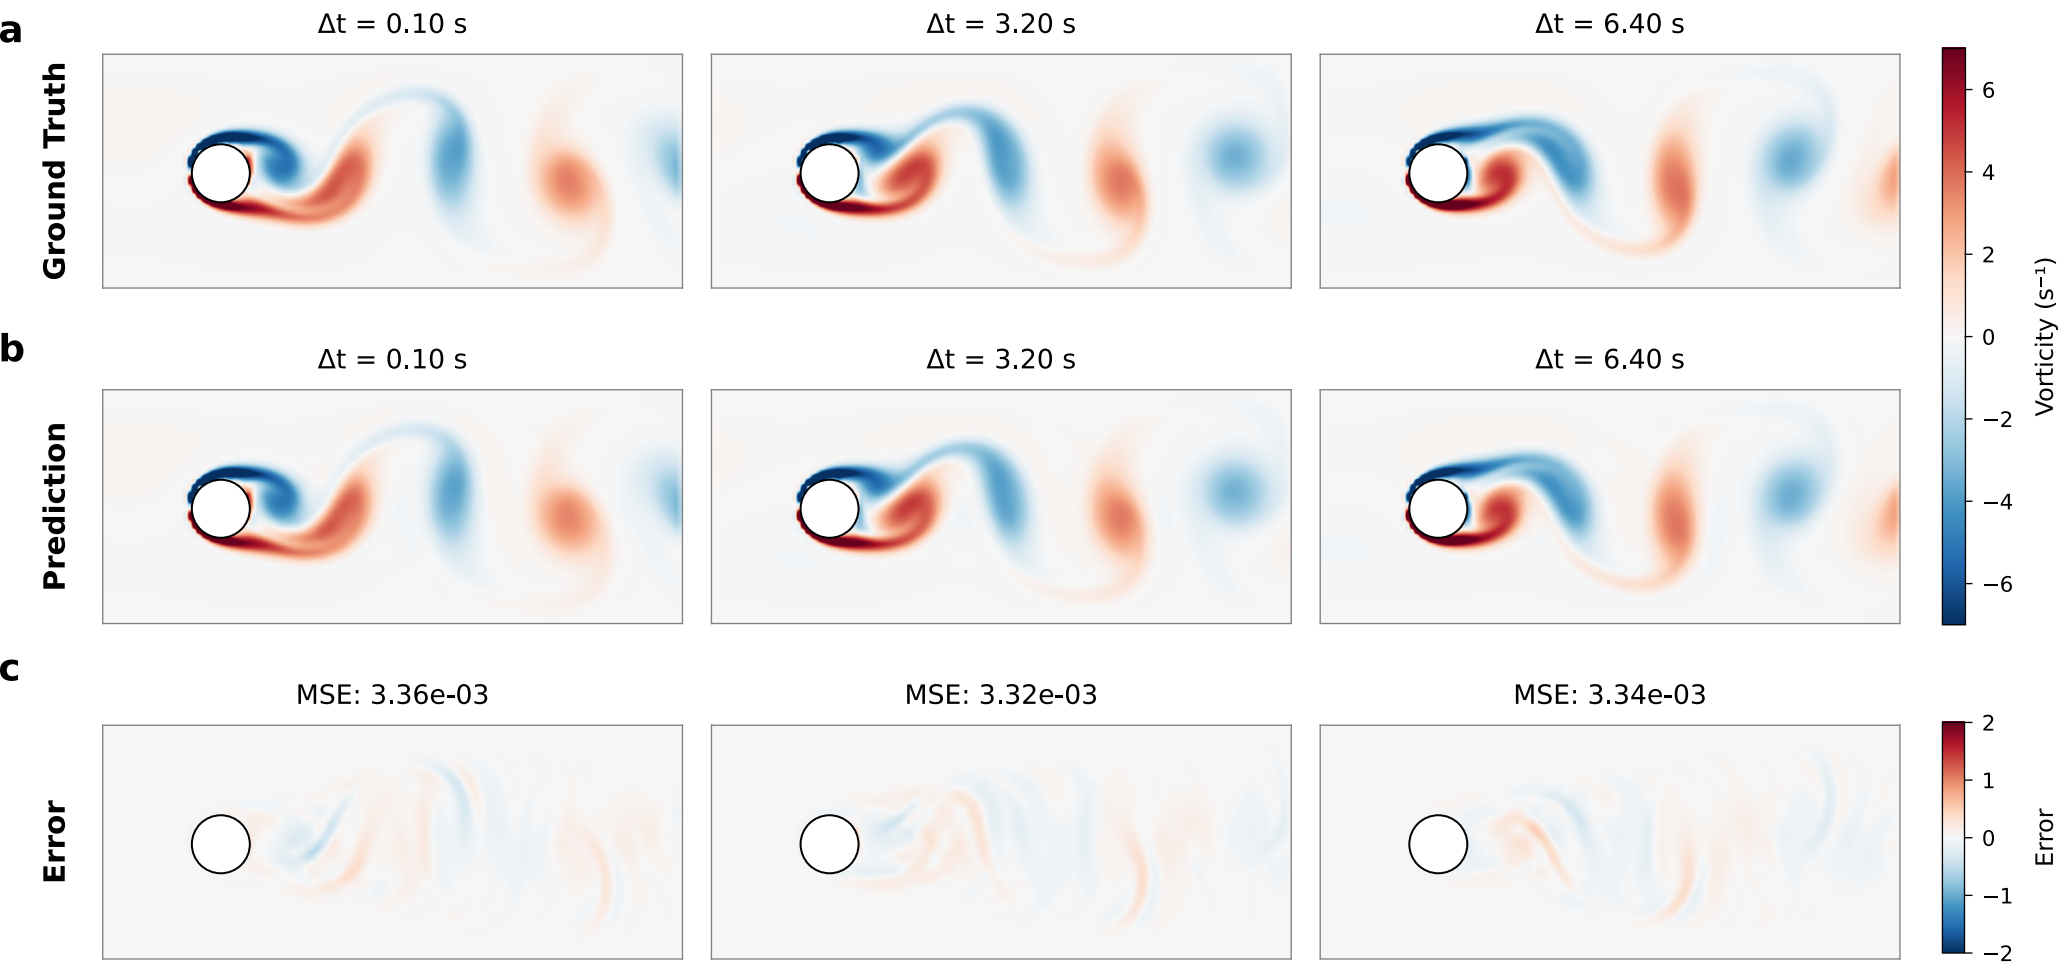 a
Δt = 0.10 s
Δt = 3.20 s
Δt = 6.40 s
Ground Truth
b
Δt = 0.10 s
Δt = 3.20 s
Δt = 6.40 s
Prediction
6
4
2
0
−2
−4
−6
Vorticity (s⁻¹)
c
MSE: 3.36e-03
MSE: 3.32e-03
MSE: 3.34e-03
Error
2
1
0
−1
−2
Error